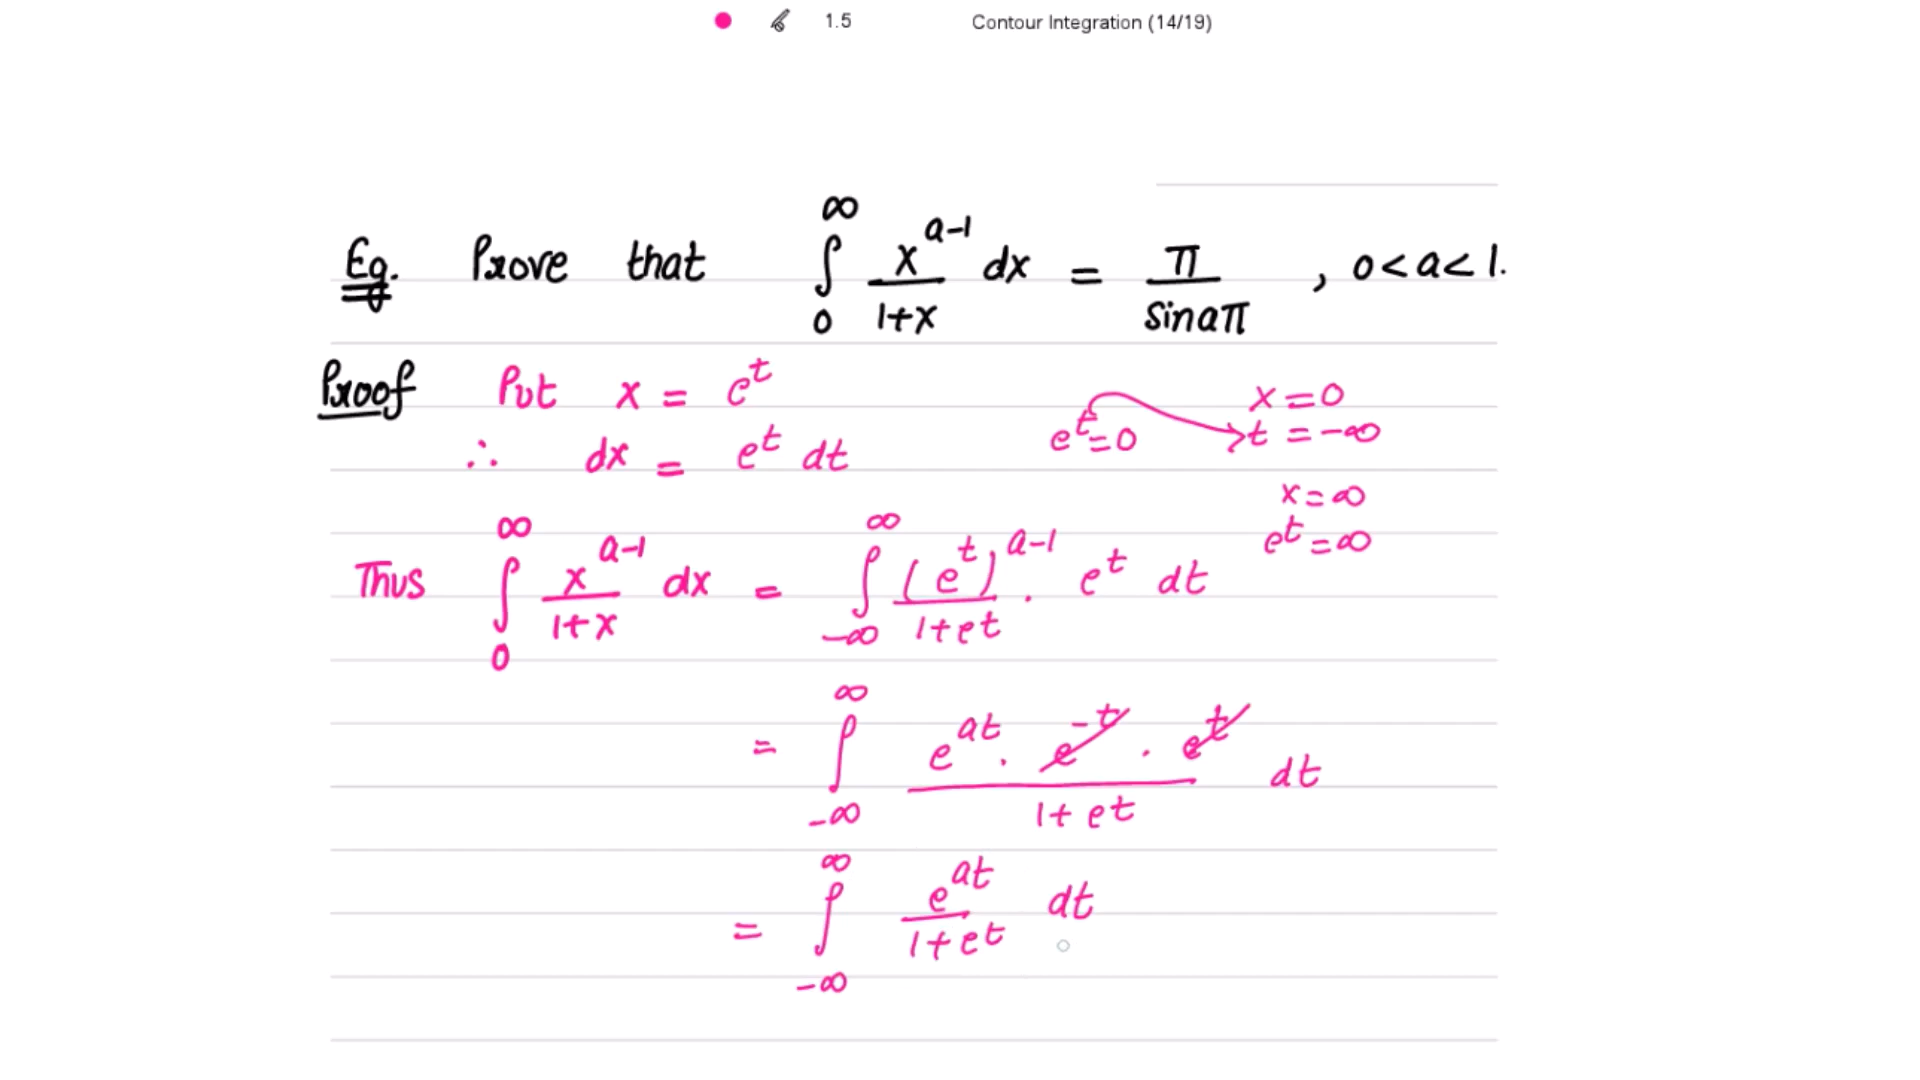 1.5 Contour Integration (14/19)
Eg. Prove that ∫₀^∞ x^(a-1)/(1+x) dx = π/sin aπ , 0<a<1.
Proof Put x = e^t
x=0
e^t=0 → t = -∞
∴ dx = e^t dt
x=∞
e^t=∞
Thus ∫₀^∞ x^(a-1)/(1+x) dx = ∫_{-∞}^{∞} (e^t)^(a-1)/(1+e^t) · e^t dt
= ∫_{-∞}^{∞} (e^(at) · e^(-t) · e^t)/(1+e^t) dt
= ∫_{-∞}^{∞} e^(at)/(1+e^t) dt